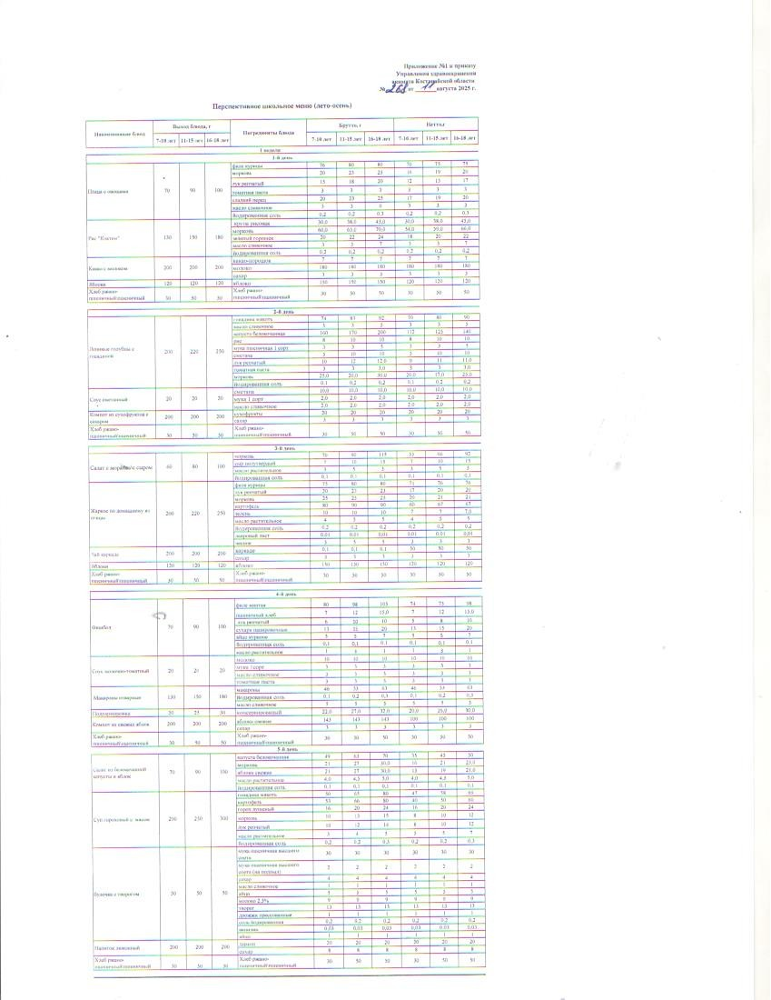 Приложение №1 к приказу
Управления здравоохранения
акимата Костанайской области
№ 268 от 11 августа 2025 г.
Перспективное школьное меню (лето-осень)
Наименование блюд Выход блюда, г Ингредиенты блюда Брутто, г Нетто,г
7-10 лет 11-15 лет 16-18 лет 7-10 лет 11-15 лет 16-18 лет 7-10 лет 11-15 лет 16-18 лет
1 неделя
1-й день
Птица с овощами 70 90 100
филе курицы 76 80 80 70 75 75
морковь 20 23 25 16 19 20
лук репчатый 15 18 20 12 15 17
томатная паста 3 3 3 3 3 3
сладкий перец 20 23 25 17 19 20
масло сливочное 3 3 3 3 3
йодированная соль 0,2 0,2 0,3 0,2 0,2 0,3
Рис 130 150 180
крупа рисовая 30,0 38,0 45,0 30,0 38,0 45,0
морковь 60,0 65,0 70,0 54,0 59,0 66,0
зеленый горошек 20 22 24 18 20 22
масло сливочное 3 5 7 3 5 7
йодированная соль 0,2 0,2 0,2 0,2 0,2 0,2
Какао с молоком 200 200 200
какао-порошок 7 7 7 7 7 7
молоко 180 180 180 180 180 180
сахар 3 3 3 3 3 3
Яблоки 120 120 120 яблоко 150 150 150 120 120 120
Хлеб ржано-пшеничный/пшеничный 30 50 50 Хлеб ржано-пшеничный/пшеничный 30 50 50 30 50 50
2-й день
Ленивые голубцы с говядиной 200 220 250
говядина мякоть 74 83 92 70 80 90
масло сливочное 3 3 3 3 3 3
капуста белокочанная 160 170 200 112 125 140
рис 8 10 10 8 10 10
мука пшеничная 1 сорт 3 3 5 3 3 5
сметана 5 10 10 5 10 10
лук репчатый 10 12 12,0 9 11 11,0
томатная паста 3 3 3,0 3 3 3,0
морковь 25,0 20,0 30,0 20,0 17,0 25,0
йодированная соль 0,1 0,2 0,2 0,1 0,2 0,2
Соус сметанный 20 20 20
сметана 10,0 10,0 10,0 10,0 10,0 10,0
мука 1 сорт 2,0 2,0 2,0 2,0 2,0 2,0
масло сливочное 2,0 2,0 2,0 2,0 2,0 2,0
Компот из сухофруктов с сахаром 200 200 200
сухофрукты 20 20 20 20 20 20
сахар 3 3 3 3 3 3
Хлеб ржано-пшеничный/пшеничный 30 50 50 Хлеб ржано-пшеничный/пшеничный 30 50 50 30 50 50
3-й день
Салат с сыром 60 80 100
морковь 70 115 55 92
сыр полутвердый 7 10 15 7 10 15
масло растительное 3 5 5 3 5 5
йодированная соль 0,1 0,1 0,1 0,1 0,1 0,1
Жаркое по домашнему из птицы 200 220 250
филе курицы 75 80 80 71 76 76
лук репчатый 20 23 23 17 20 20
морковь 25 25 25 20 21 21
картофель 80 90 90 60 67 67
зелень 10 10 10 7 7 7,0
масло растительное 4 5 5 4 5 5
йодированная соль 0,2 0,2 0,2 0,2 0,2 0,2
лавровый лист 0,01 0,01 0,01 0,01 0,01 0,01
чеснок 3 5 5 3 3 3
Чай каркаде 200 200 200
каркаде 0,1 0,1 0,1 50 50 50
сахар 3 3 3 3 3 3
Яблоки 120 120 120 яблоко 150 150 150 120 120 120
Хлеб ржано-пшеничный/пшеничный 30 50 50 Хлеб ржано-пшеничный/пшеничный 30 50 50 30 50 50
4-й день
Фишбол 70 90 100
филе минтая 80 98 105 74 75 98
пшеничный хлеб 7 12 15,0 7 12 15,0
лук репчатый 6 10 10 5 8 10
сухари панировочные 13 15 20 13 15 20
яйцо куриное 5 5 7 5 5 7
йодированная соль 0,1 0,1 0,1 0,1 0,1 0,1
масло растительное 1 1 1
Соус молочно-томатный 20 20 20
молоко 10 10 10 10 10 10
мука 1сорт 3 3 3 3 3 3
масло сливочное 3 3 3 3 3 3
томатная паста 3 3 3 3 3 3
Макароны отварные 130 150 180
макароны 46 53 63 46 53 63
йодированная соль 0,1 0,2 0,3 0,1 0,2 0,3
масло сливочное 3 5 5 5 5
Подгарнировка 20 25 30 консервированный 22,0 27,0 32,0 20,0 25,0 30,0
Компот из свежих яблок 200 200 200
яблоки свежие 143 143 143 100 100 100
сахар 3 3 3 3 3 3
Хлеб ржано-пшеничный/пшеничный 30 50 50 Хлеб ржано-пшеничный/пшеничный 30 50 50 30 50 50
5-й день
Салат из белокочанной капусты и яблок 70 90 100
капуста белокочанная 49 63 70 35 45 50
морковь 21 27 30,0 16 21 23,0
яблоки свежие 21 27 30,0 13 19 21,0
масло растительное 4,0 4,5 5,0 4,0 4,5 5,0
йодированная соль 0,1 0,1 0,1 0,1 0,1 0,1
Суп гороховый с мясом 200 250 300
говядина мякоть 50 65 80 47 58 65
картофель 53 66 80 40 50 60
горох лущеный 16 20 24 16 20 24
морковь 10 13 15 8 10 12
лук репчатый 10 12 14 8 10 12
масло растительное 3 4 5 3 5 7
йодированная соль 0,2 0,2 0,3 0,2 0,2 0,3
Булочка с творогом 50 50 50
мука пшеничная высшего сорта 30 30 30 30 30 30
мука пшеничная высшего сорта (на подпыл) 2 2 2 2 2 2
сахар 4 4 4 4 4 4
масло сливочное 1 1 1 1 1 1
яйцо 5 5 5 5 5 5
молоко 2,5% 9 9 9 9 9 9
творог 13 13 13 13 13 13
дрожжи прессованные 1 1 1 1 1 1
соль йодированная 0,2 0,2 0,2 0,2 0,2 0,2
ванилин 0,03 0,03 0,03 0,03 0,03 0,03
яйцо 1 1 1 1 1 1
Напиток лимонный 200 200 200
лимон 20 20 20 20 20 20
сахар 8 8 8 8 8 8
Хлеб ржано-пшеничный/пшеничный 30 50 50 Хлеб ржано-пшеничный/пшеничный 30 50 50 30 50 50